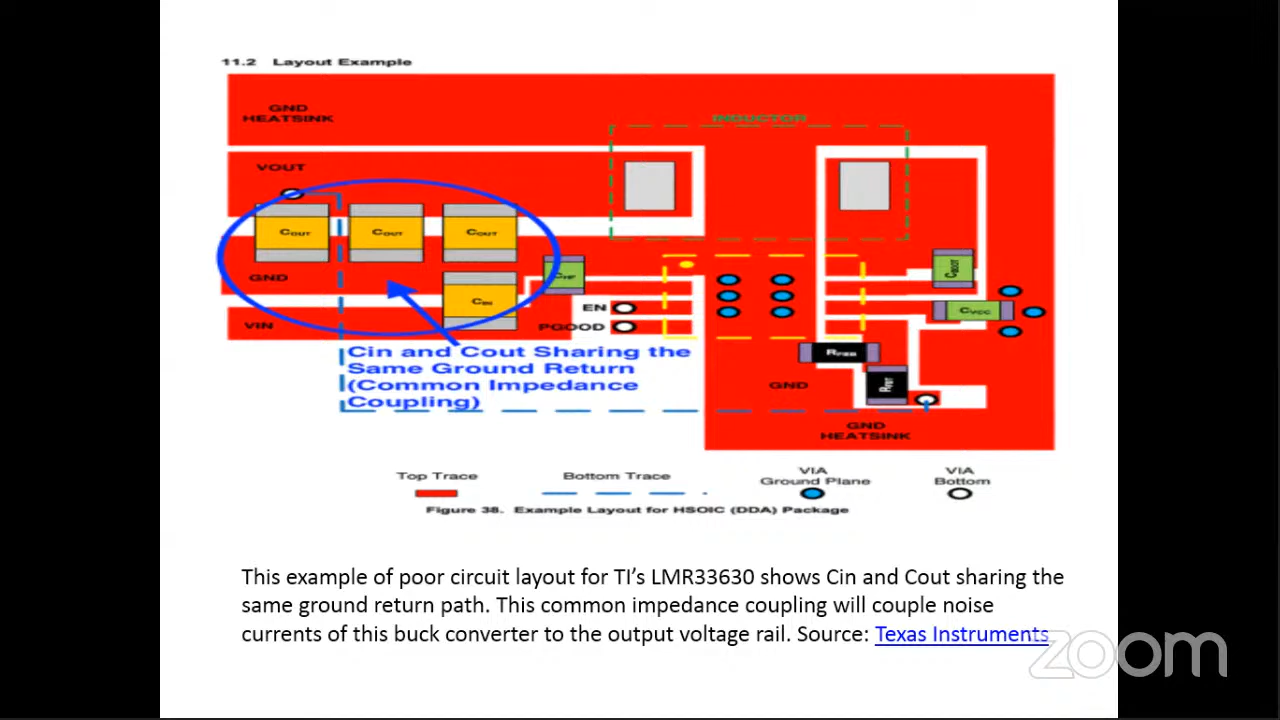 11.2 Layout Example
GND
HEATSINK
INDUCTOR
VOUT
COUT
COUT
COUT
GND
CHF
CBOOT
CIN
CVCC
EN
VIN
PGOOD
Cin and Cout Sharing the
Same Ground Return
(Common Impedance
Coupling)
GND
GND
HEATSINK
Top Trace
Bottom Trace
VIA
Ground Plane
VIA
Bottom
Figure 38. Example Layout for HSOIC (DDA) Package
This example of poor circuit layout for TI’s LMR33630 shows Cin and Cout sharing the
same ground return path. This common impedance coupling will couple noise
currents of this buck converter to the output voltage rail. Source: Texas Instruments
zoom